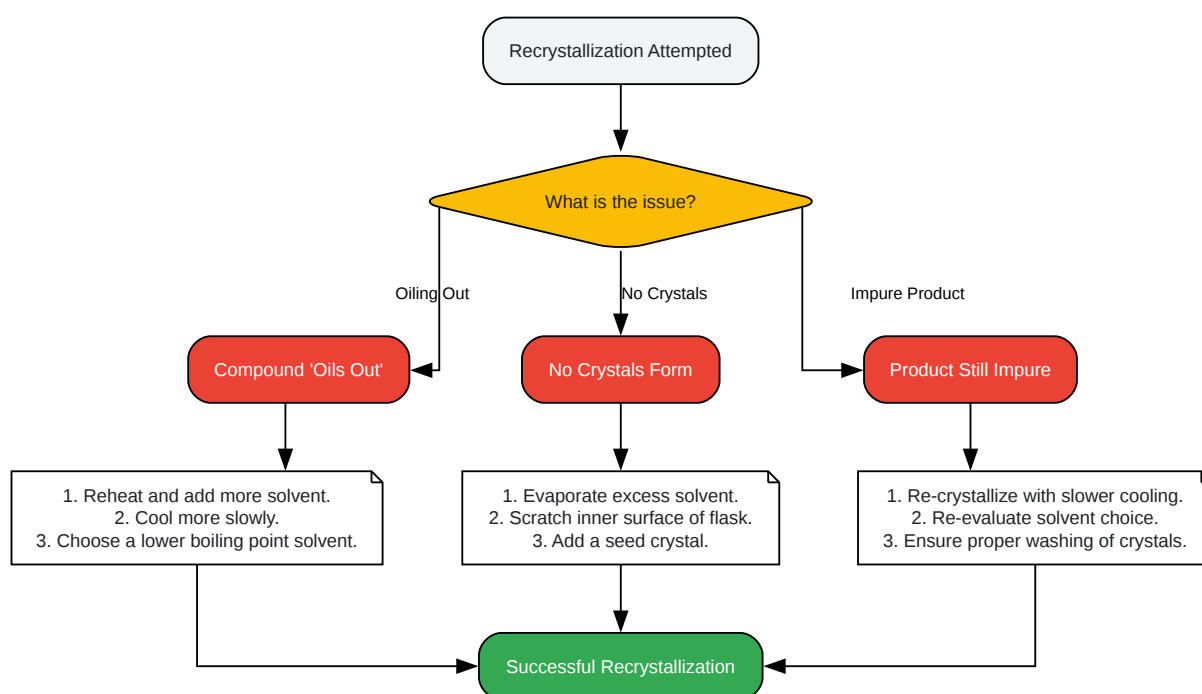 Recrystallization Attempted
What is the issue?
Oiling Out
No Crystals
Impure Product
Compound 'Oils Out'
No Crystals Form
Product Still Impure
1. Reheat and add more solvent.
2. Cool more slowly.
3. Choose a lower boiling point solvent.
1. Evaporate excess solvent.
2. Scratch inner surface of flask.
3. Add a seed crystal.
1. Re-crystallize with slower cooling.
2. Re-evaluate solvent choice.
3. Ensure proper washing of crystals.
Successful Recrystallization